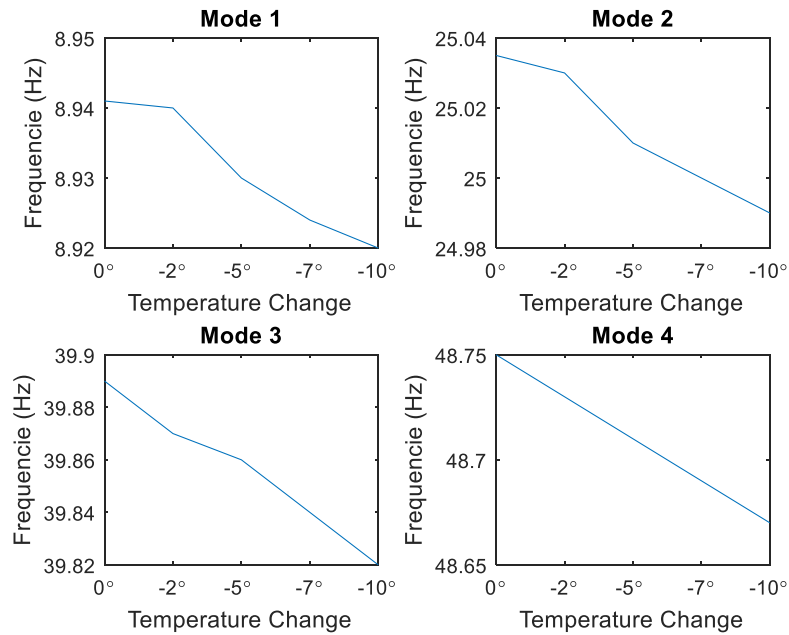 Mode 1
8.95
8.94
8.93
8.92
Frequencie (Hz)
0° -2° -5° -7° -10°
Temperature Change
Mode 2
25.04
25.02
25
24.98
Frequencie (Hz)
0° -2° -5° -7° -10°
Temperature Change
Mode 3
39.9
39.88
39.86
39.84
39.82
Frequencie (Hz)
0° -2° -5° -7° -10°
Temperature Change
Mode 4
48.75
48.7
48.65
Frequencie (Hz)
0° -2° -5° -7° -10°
Temperature Change